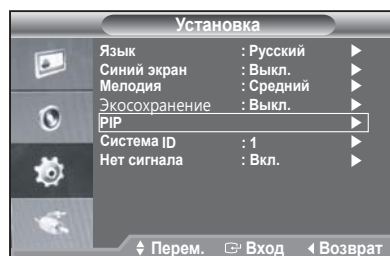 Установка
Язык : Русский
Синий экран : Выкл.
Мелодия : Средний
Экосохранение : Выкл.
PIP
Система ID : 1
Нет сигнала : Вкл.
Перем. Вход Возврат